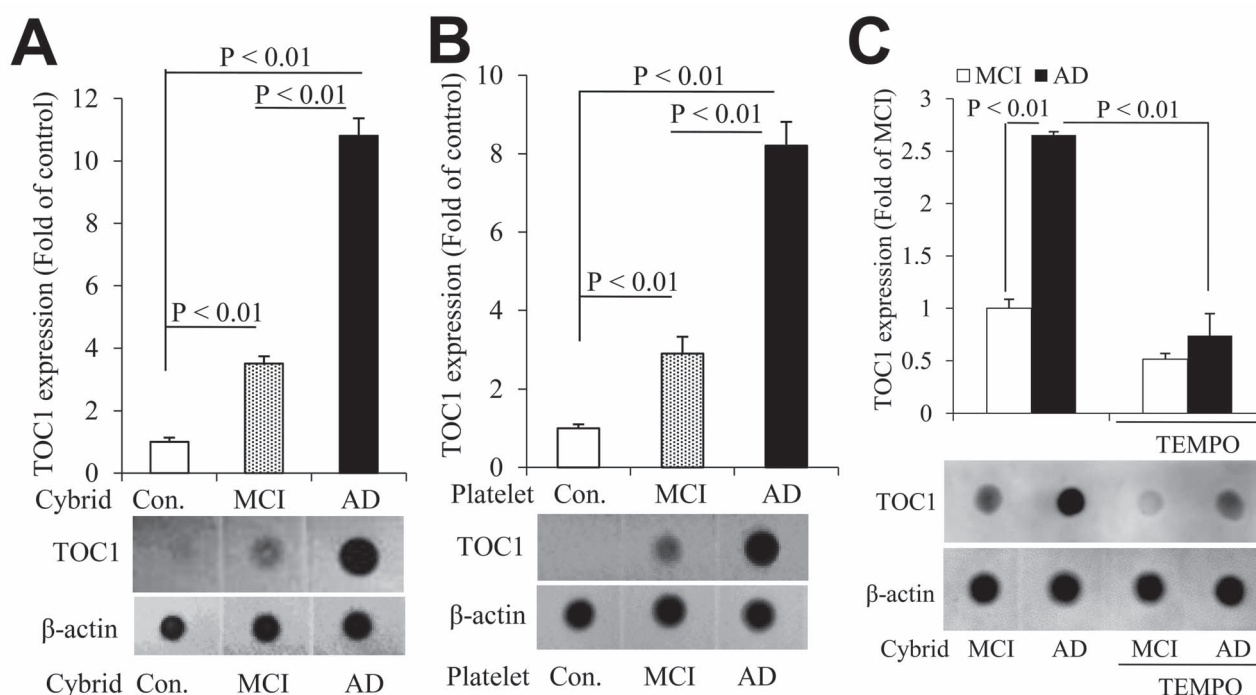 A
P < 0.01
P < 0.01
P < 0.01
TOC1 expression (Fold of control)
12
10
8
6
4
2
0
Cybrid Con. MCI AD
TOC1
β-actin
Cybrid Con. MCI AD
B
P < 0.01
P < 0.01
P < 0.01
TOC1 expression (Fold of control)
10
8
6
4
2
0
Platelet Con. MCI AD
TOC1
β-actin
Platelet Con. MCI AD
C
MCI AD
P < 0.01 P < 0.01
TOC1 expression (Fold of MCI)
3
2.5
2
1.5
1
0.5
0
TEMPO
TOC1
β-actin
Cybrid MCI AD MCI AD
TEMPO